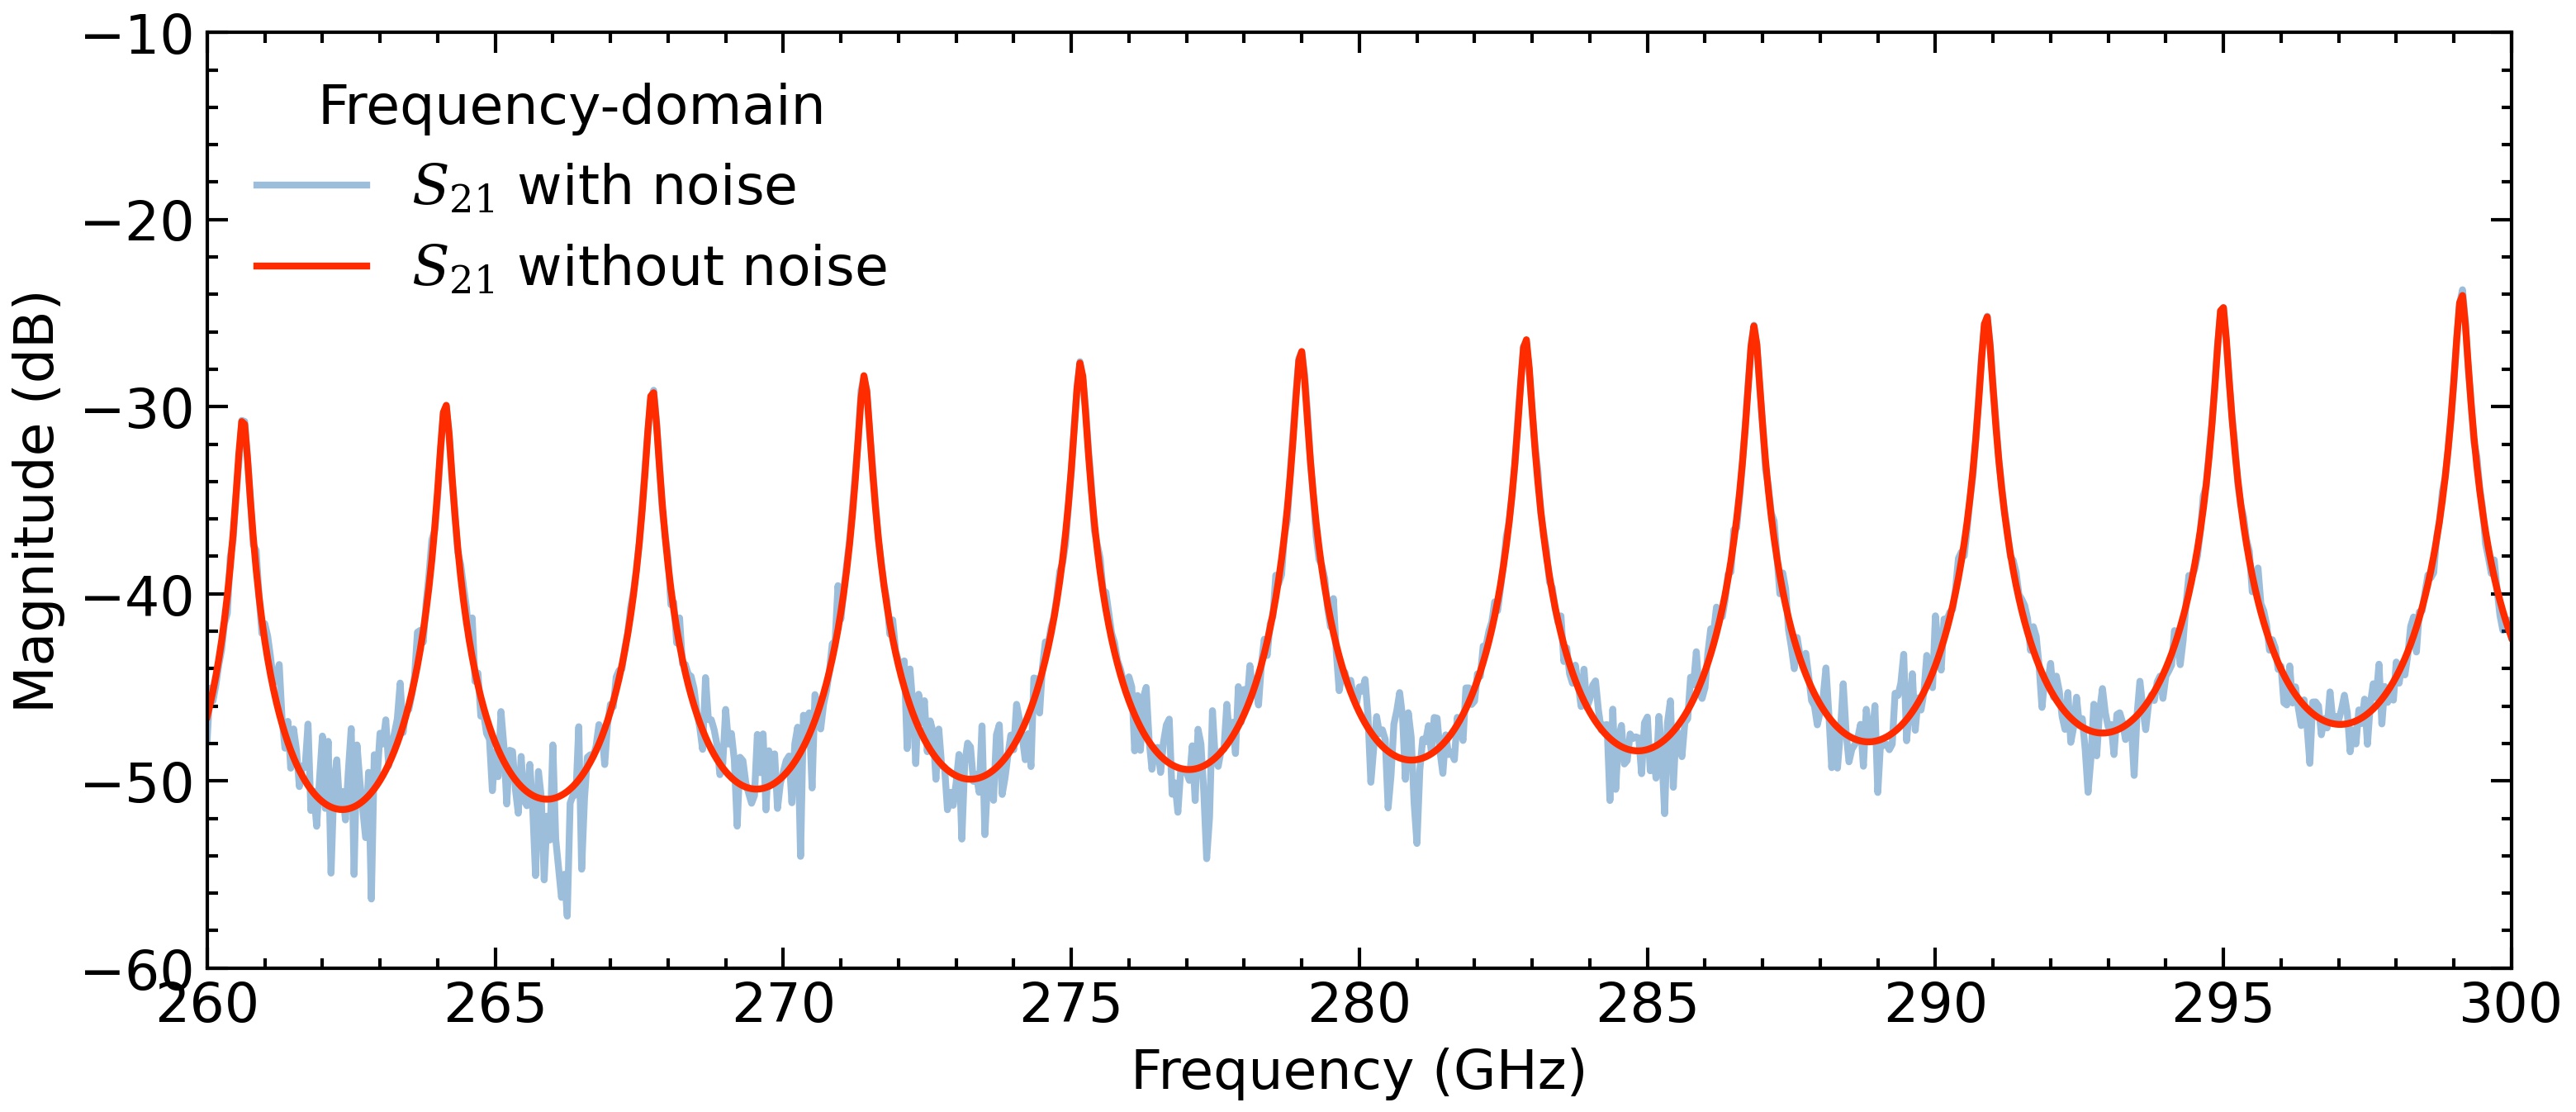 Magnitude (dB)
−10
−20
−30
−40
−50
−60
Frequency-domain
S21 with noise
S21 without noise
260 265 270 275 280 285 290 295 300
Frequency (GHz)